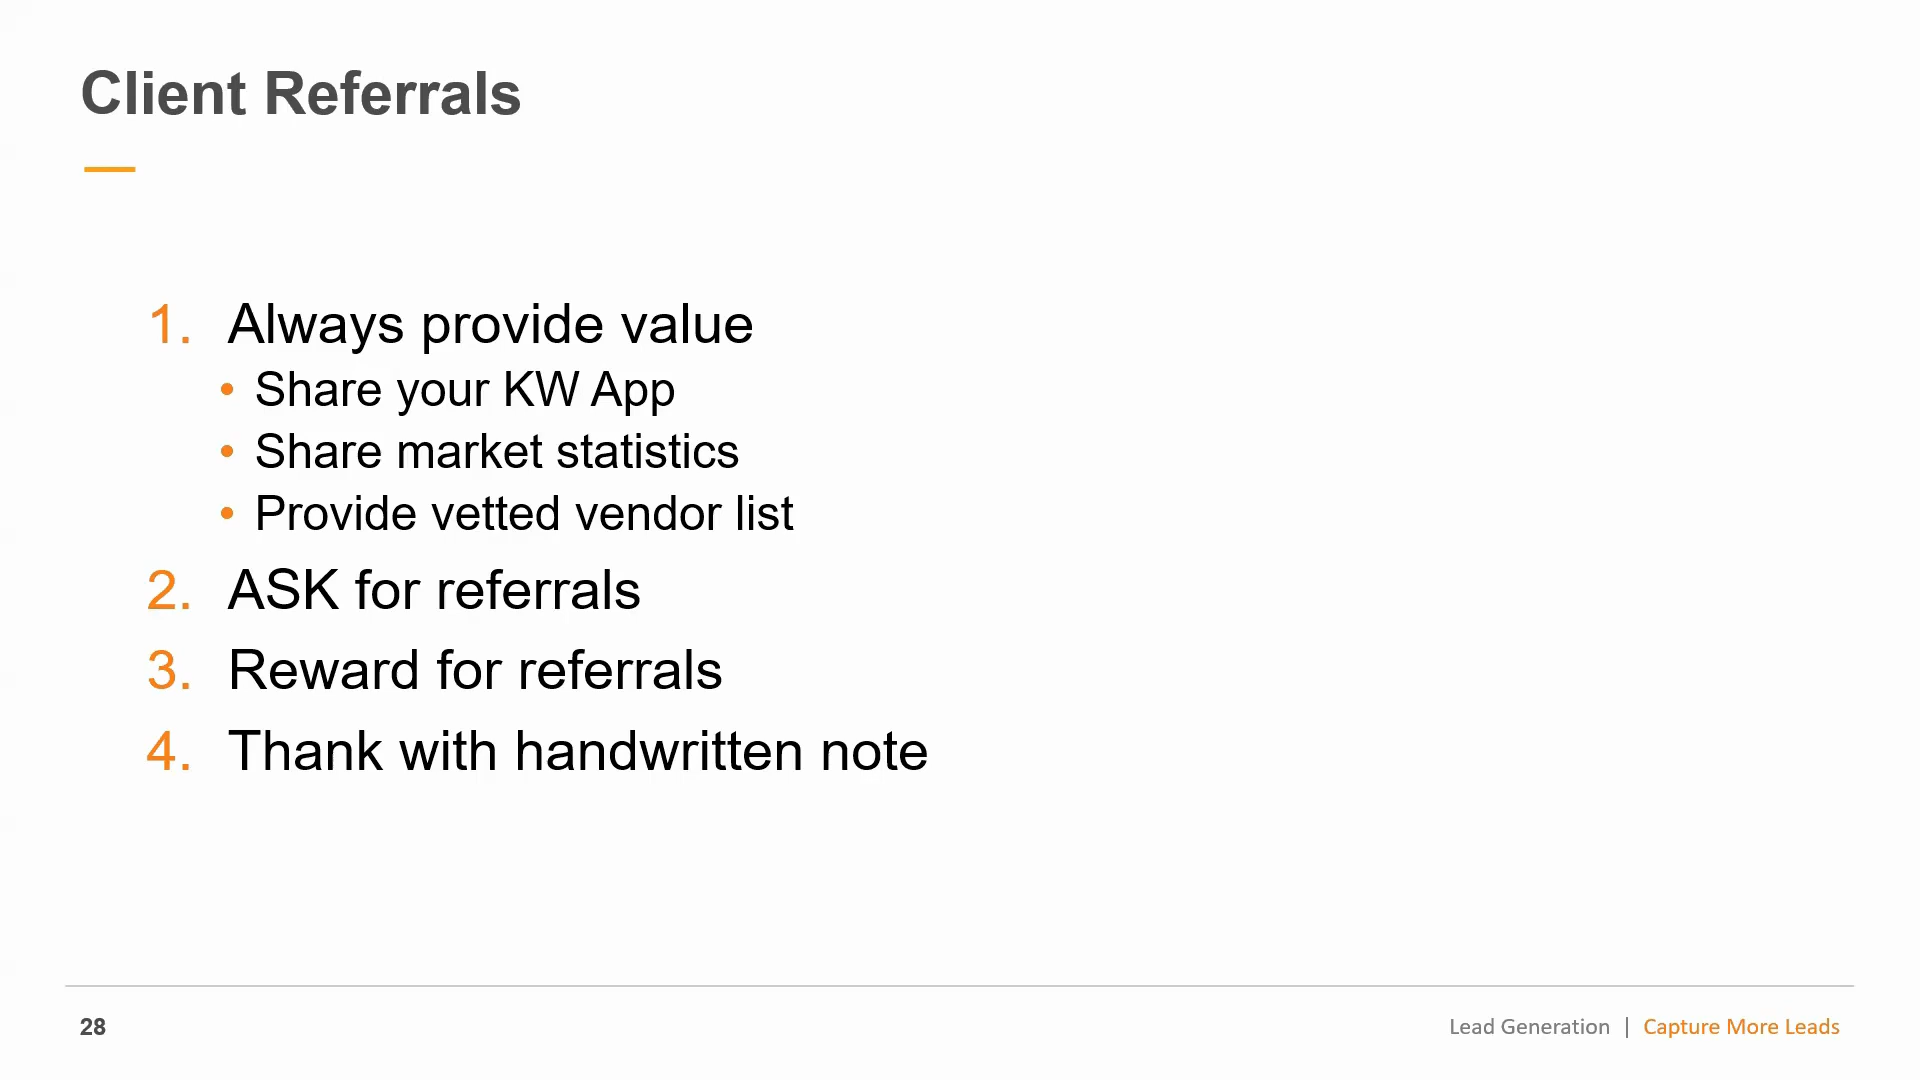 Client Referrals
1. Always provide value
• Share your KW App
• Share market statistics
• Provide vetted vendor list
2. ASK for referrals
3. Reward for referrals
4. Thank with handwritten note
28
Lead Generation | Capture More Leads